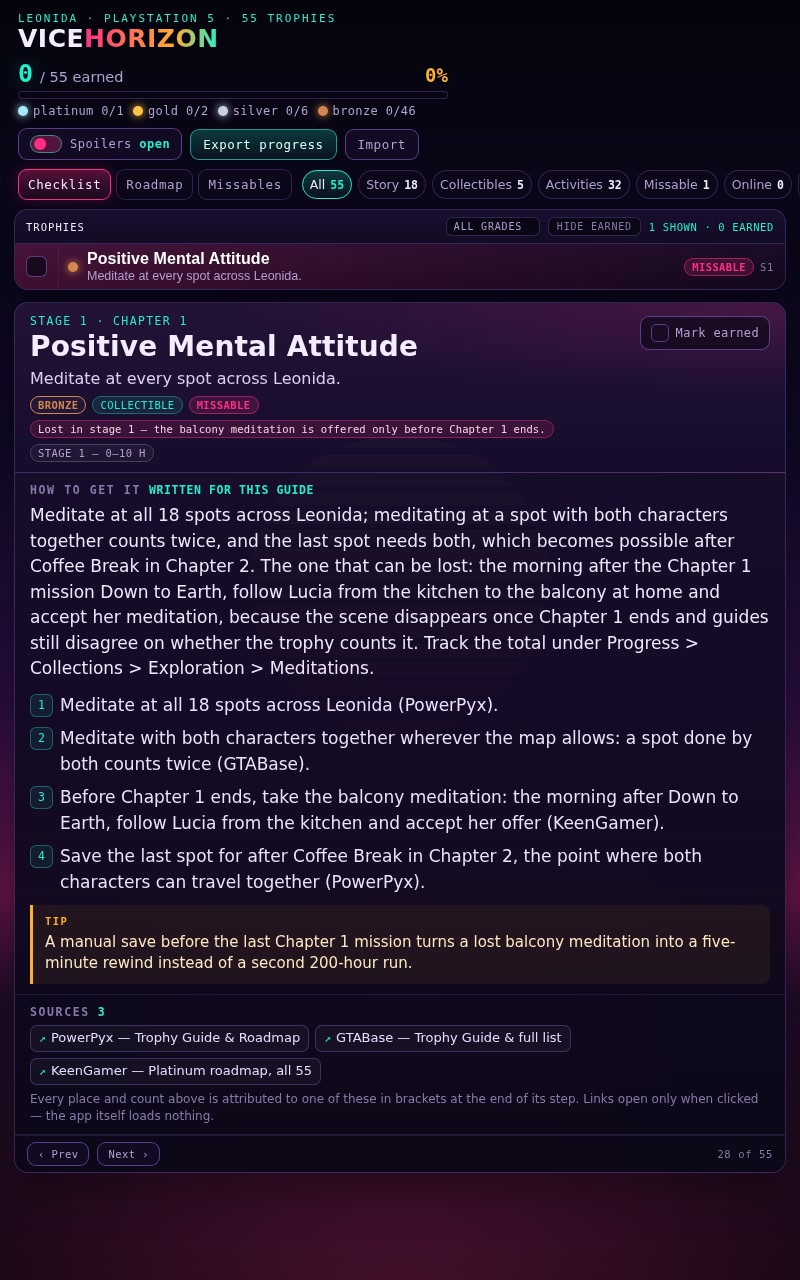 LEONIDA · PLAYSTATION 5 · 55 TROPHIES
VICEHORIZON
0 / 55 earned 0%
platinum 0/1 gold 0/2 silver 0/6 bronze 0/46
Spoilers open Export progress Import
Checklist Roadmap Missables All 55 Story 18 Collectibles 5 Activities 32 Missable 1 Online 0
TROPHIES ALL GRADES HIDE EARNED 1 SHOWN · 0 EARNED
Positive Mental Attitude
Meditate at every spot across Leonida.
MISSABLE S1
STAGE 1 · CHAPTER 1
Positive Mental Attitude
Mark earned
Meditate at every spot across Leonida.
BRONZE COLLECTIBLE MISSABLE
Lost in stage 1 — the balcony meditation is offered only before Chapter 1 ends.
STAGE 1 — 0–10 H
HOW TO GET IT WRITTEN FOR THIS GUIDE
Meditate at all 18 spots across Leonida; meditating at a spot with both characters
together counts twice, and the last spot needs both, which becomes possible after
Coffee Break in Chapter 2. The one that can be lost: the morning after the Chapter 1
mission Down to Earth, follow Lucia from the kitchen to the balcony at home and
accept her meditation, because the scene disappears once Chapter 1 ends and guides
still disagree on whether the trophy counts it. Track the total under Progress >
Collections > Exploration > Meditations.
1 Meditate at all 18 spots across Leonida (PowerPyx).
2 Meditate with both characters together wherever the map allows: a spot done by
both counts twice (GTABase).
3 Before Chapter 1 ends, take the balcony meditation: the morning after Down to
Earth, follow Lucia from the kitchen and accept her offer (KeenGamer).
4 Save the last spot for after Coffee Break in Chapter 2, the point where both
characters can travel together (PowerPyx).
TIP
A manual save before the last Chapter 1 mission turns a lost balcony meditation into a five-
minute rewind instead of a second 200-hour run.
SOURCES 3
↗ PowerPyx — Trophy Guide & Roadmap ↗ GTABase — Trophy Guide & full list
↗ KeenGamer — Platinum roadmap, all 55
Every place and count above is attributed to one of these in brackets at the end of its step. Links open only when clicked
— the app itself loads nothing.
‹ Prev Next › 28 of 55